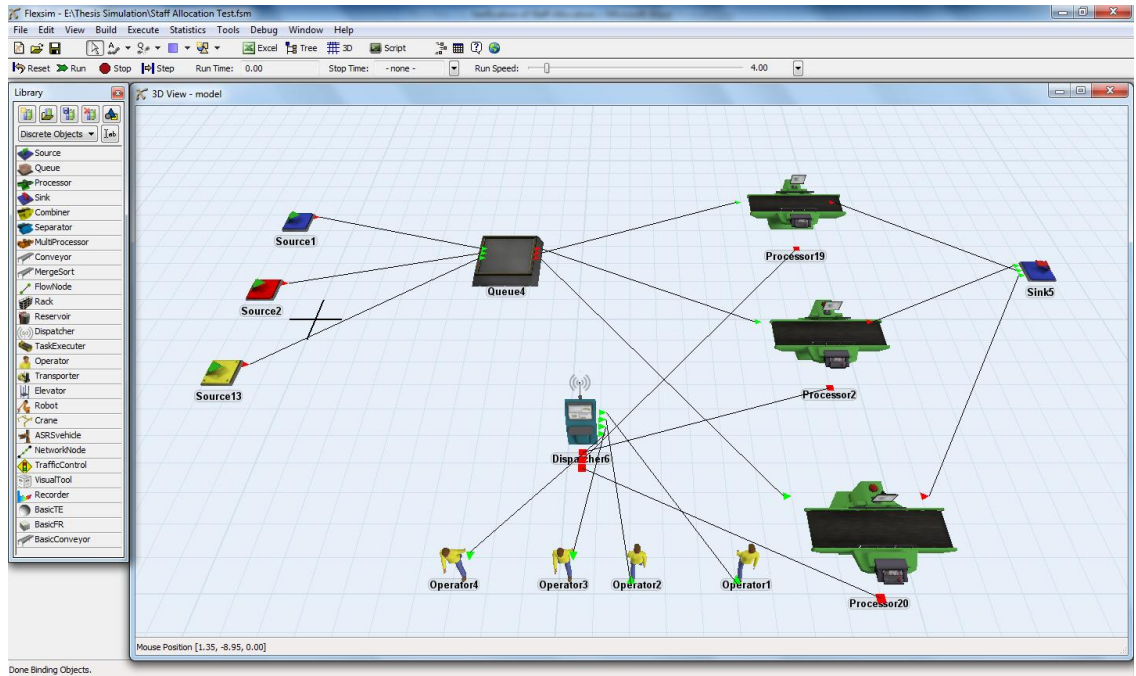 Flexsim - E:\Thesis Simulation\Staff Allocation Test.fsm
File Edit View Build Execute Statistics Tools Debug Window Help
Excel Tree 3D Script
Reset Run Stop Step Run Time: 0.00 Stop Time: - none - Run Speed: 4.00
Library
3D View - model
Discrete Objects
Source
Queue
Processor
Sink
Combiner
Separator
MultiProcessor
Conveyor
MergeSort
FlowNode
Rack
Reservoir
Dispatcher
TaskExecuter
Operator
Transporter
Elevator
Robot
Crane
ASRSvehide
NetworkNode
TrafficControl
VisualTool
Recorder
BasicTE
BasicFR
BasicConveyor
Source1
Processor19
Queue4
Sink5
Source2
Source13
Processor2
Dispatcher6
Operator4 Operator3 Operator2 Operator1
Processor20
Mouse Position [1.35, -8.95, 0.00]
Done Binding Objects.